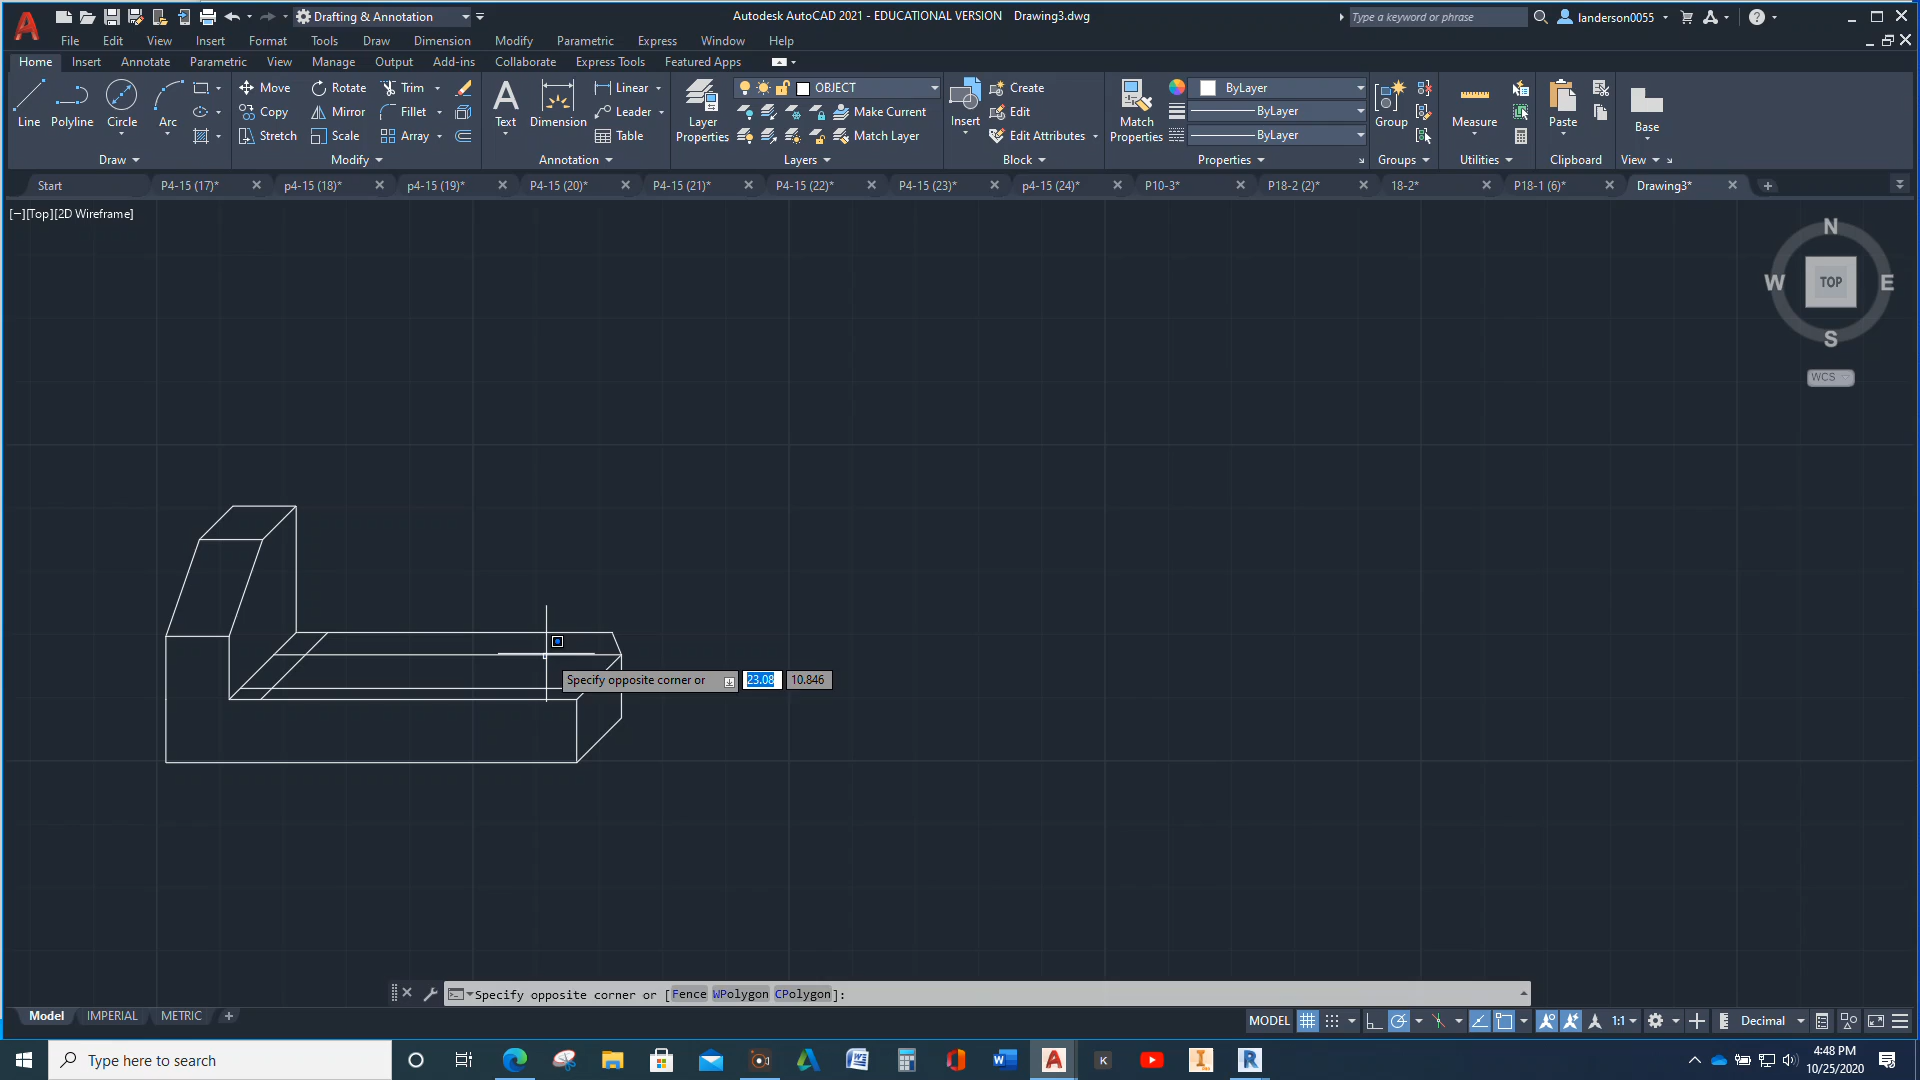 Drafting & Annotation
Autodesk AutoCAD 2021 - EDUCATIONAL VERSION Drawing3.dwg
Type a keyword or phrase
landerson0055
File Edit View Insert Format Tools Draw Dimension Modify Parametric Express Window Help
Home Insert Annotate Parametric View Manage Output Add-ins Collaborate Express Tools Featured Apps
Line Polyline Circle Arc
Draw
Move Rotate Trim
Copy Mirror Fillet
Stretch Scale Array
Modify
Text Dimension
Linear
Leader
Table
Annotation
Layer Properties
OBJECT
Make Current
Match Layer
Layers
Insert
Create
Edit
Edit Attributes
Block
Match Properties
ByLayer
ByLayer
ByLayer
Properties
Group
Groups
Measure
Utilities
Paste
Clipboard
Base
View
Start P4-15 (17)* p4-15 (18)* p4-15 (19)* P4-15 (20)* P4-15 (21)* P4-15 (22)* P4-15 (23)* p4-15 (24)* P10-3* P18-2 (2)* 18-2* P18-1 (6)* Drawing3*
[−][Top][2D Wireframe]
N
W TOP E
S
WCS
Specify opposite corner or 23.08 10.846
Specify opposite corner or [Fence WPolygon CPolygon]:
Model IMPERIAL METRIC
MODEL 1:1 Decimal
Type here to search
4:48 PM
10/25/2020